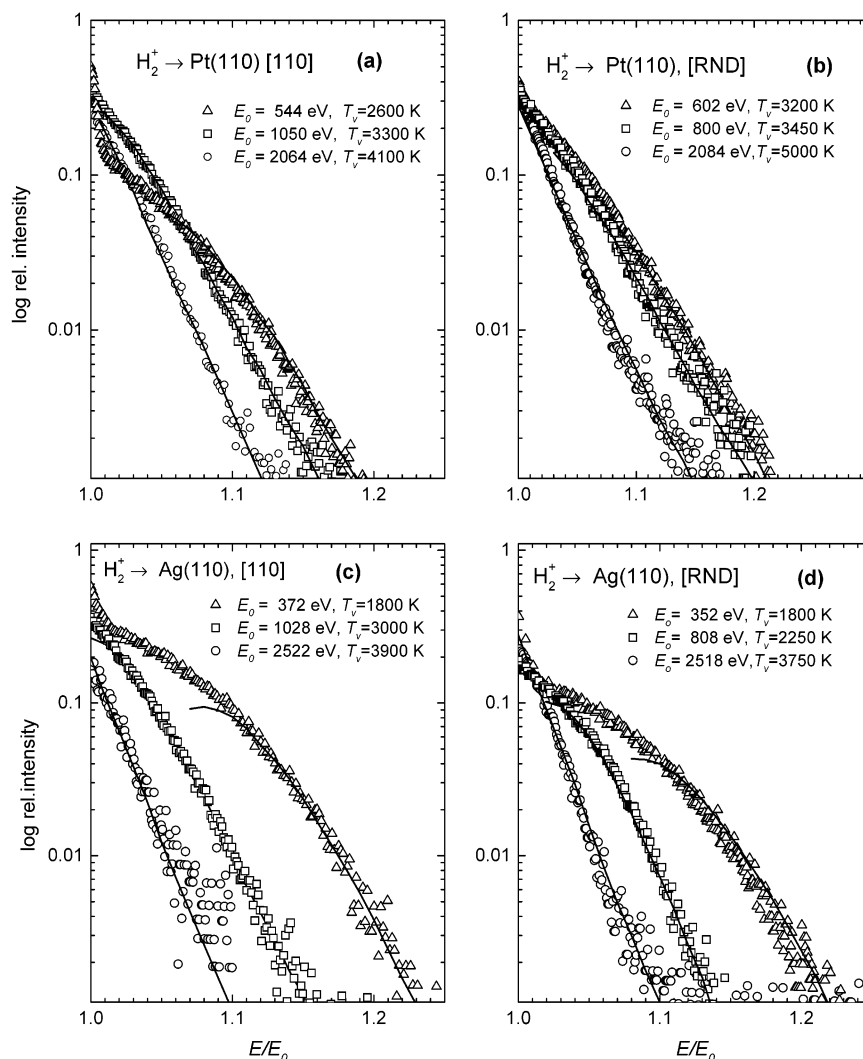 H₂⁺ → Pt(110) [110] (a)
△ E₀ = 544 eV, Tᵥ=2600 K
□ E₀ = 1050 eV, Tᵥ=3300 K
○ E₀ = 2064 eV, Tᵥ=4100 K
log rel. intensity
1
0.1
0.01
1.0 1.1 1.2
H₂⁺ → Pt(110), [RND] (b)
△ E₀ = 602 eV, Tᵥ=3200 K
□ E₀ = 800 eV, Tᵥ=3450 K
○ E₀ = 2084 eV,Tᵥ=5000 K
1
0.1
0.01
1.0 1.1 1.2
H₂⁺ → Ag(110), [110] (c)
△ E₀ = 372 eV, Tᵥ=1800 K
□ E₀ = 1028 eV, Tᵥ=3000 K
○ E₀ = 2522 eV, Tᵥ=3900 K
log rel.intensity
1
0.1
0.01
1.0 1.1 1.2
E/E₀
H₂⁺ → Ag(110), [RND] (d)
△ Eₒ = 352 eV, Tᵥ=1800 K
□ Eₒ = 808 eV, Tᵥ=2250 K
○ Eₒ = 2518 eV,Tᵥ=3750 K
1
0.1
0.01
1.0 1.1 1.2
E/E₀